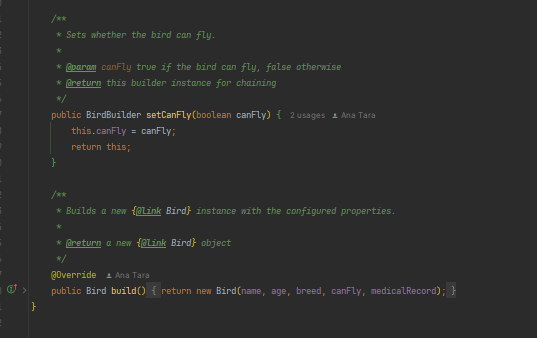 /**
* Sets whether the bird can fly.
*
* @param canFly true if the bird can fly, false otherwise
* @return this builder instance for chaining
*/
public BirdBuilder setCanFly(boolean canFly) { 2 usages Ana Tara
this.canFly = canFly;
return this;
}
/**
* Builds a new {@link Bird} instance with the configured properties.
*
* @return a new {@link Bird} object
*/
@Override Ana Tara
public Bird build() { return new Bird(name, age, breed, canFly, medicalRecord); }
}